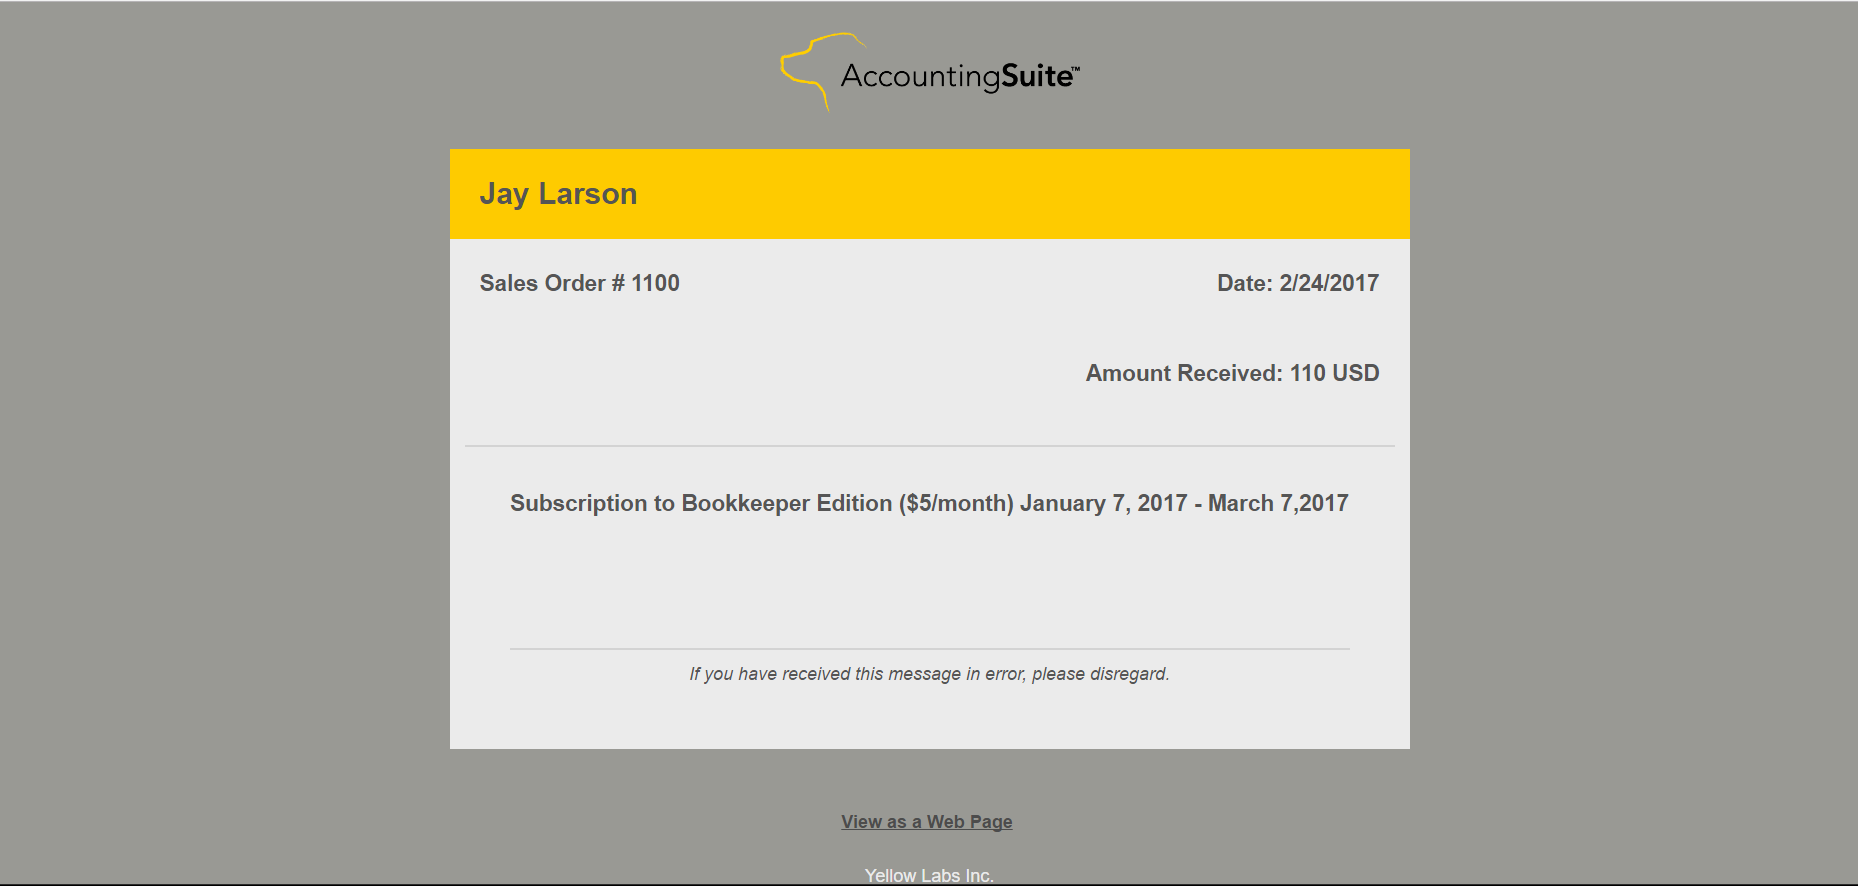 AccountingSuite™
Jay Larson
Sales Order # 1100
Date: 2/24/2017
Amount Received: 110 USD
Subscription to Bookkeeper Edition ($5/month) January 7, 2017 - March 7,2017
If you have received this message in error, please disregard.
View as a Web Page
Yellow Labs Inc.